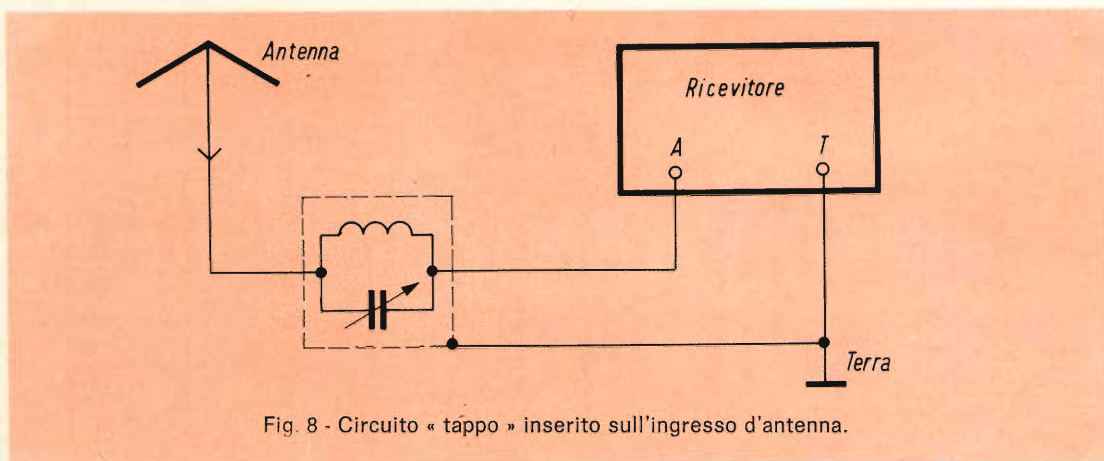 Antenna
Ricevitore
A
T
Terra
Fig. 8 - Circuito « tappo » inserito sull'ingresso d'antenna.